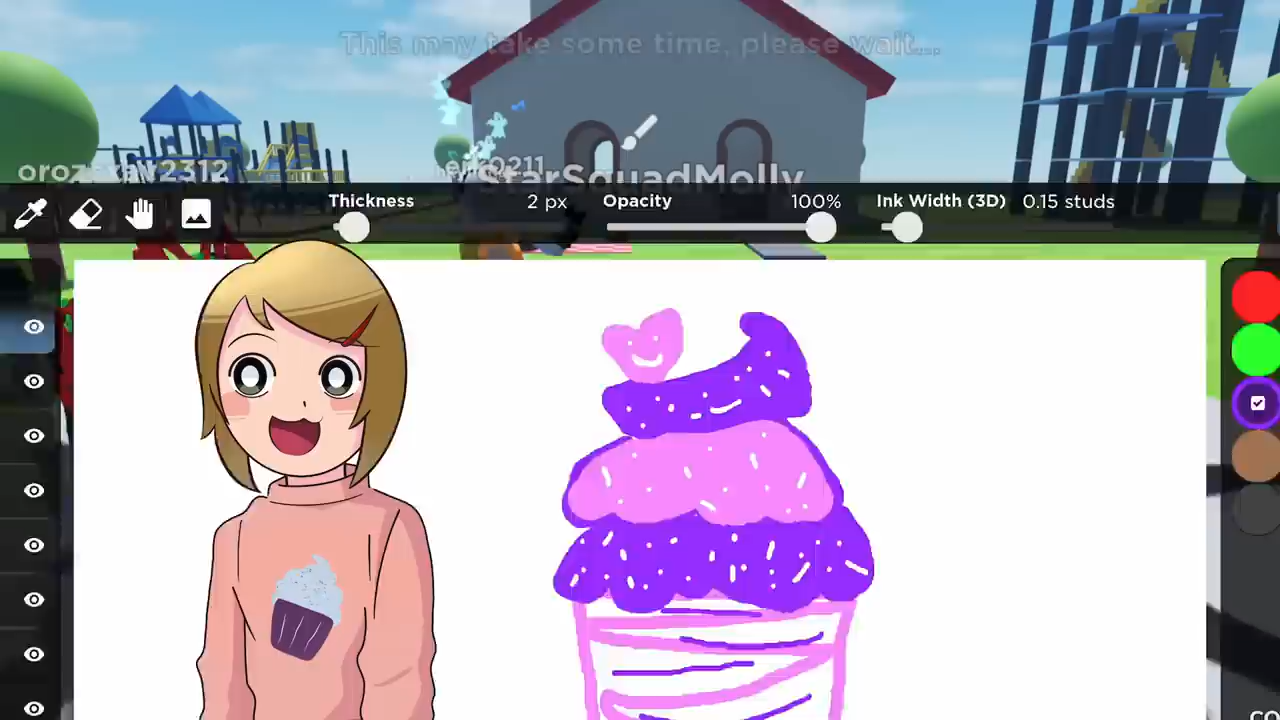 This may take some time, please wait...
StarSquadMolly
Thickness 2 px Opacity 100% Ink Width (3D) 0.15 studs